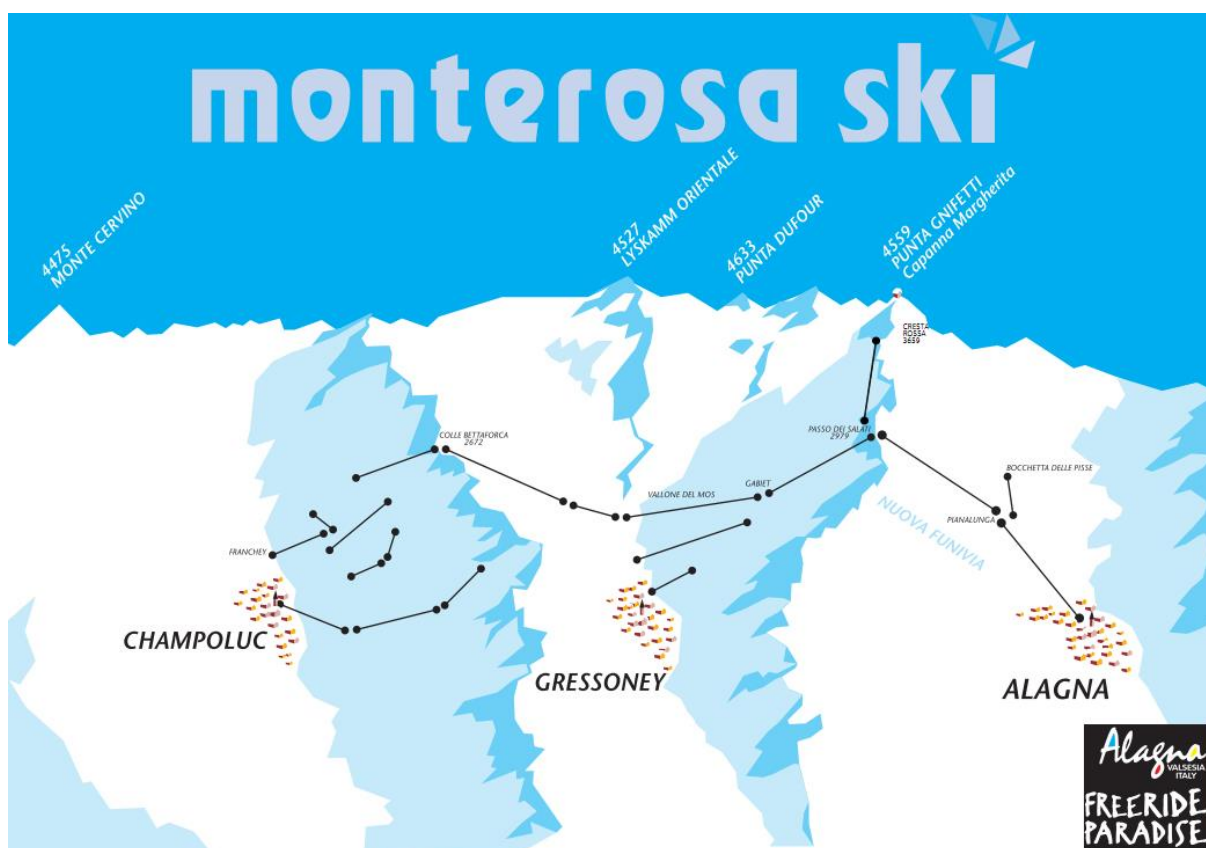 monterosa ski
4475
MONTE CERVINO
4527
LYSKAMM ORIENTALE
4633
PUNTA DUFOUR
4559
PUNTA GNIFETTI
Capanna Margherita
CRESTA
ROSSA
3659
COLLE BETTAFORCA
2672
PASSO DEI SALATI
2979
BOCCHETTA DELLE PISSE
GABIET
VALLONE DEL MOS
NUOVA FUNIVIA
PIANALUNGA
FRANCHEY
CHAMPOLUC
GRESSONEY
ALAGNA
Alagna
VALSESIA
ITALY
FREERIDE
PARADISE